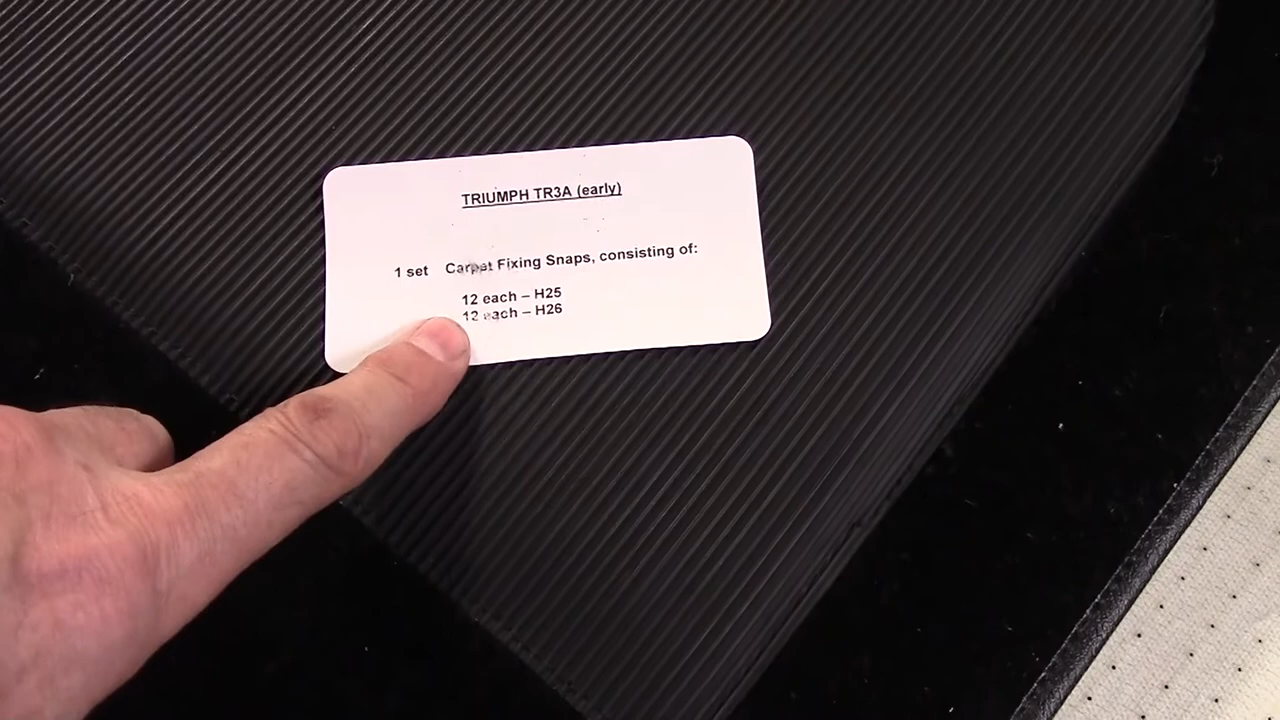 TRIUMPH TR3A (early)
1 set Carpet Fixing Snaps, consisting of:
12 each – H25
12 each – H26